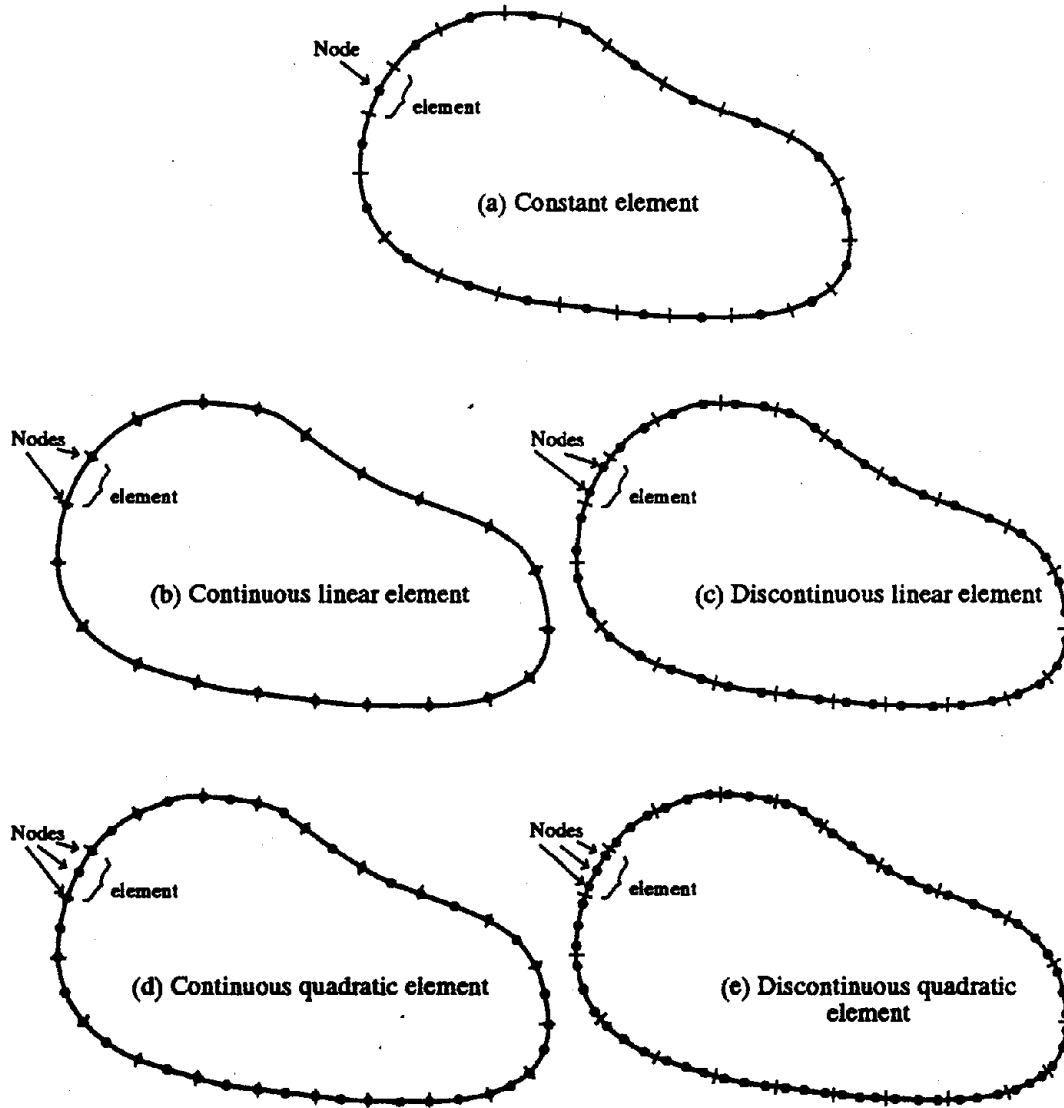 Node
element
(a) Constant element
Nodes
element
(b) Continuous linear element
Nodes
element
(c) Discontinuous linear element
Nodes
element
(d) Continuous quadratic element
Nodes
element
(e) Discontinuous quadratic
element